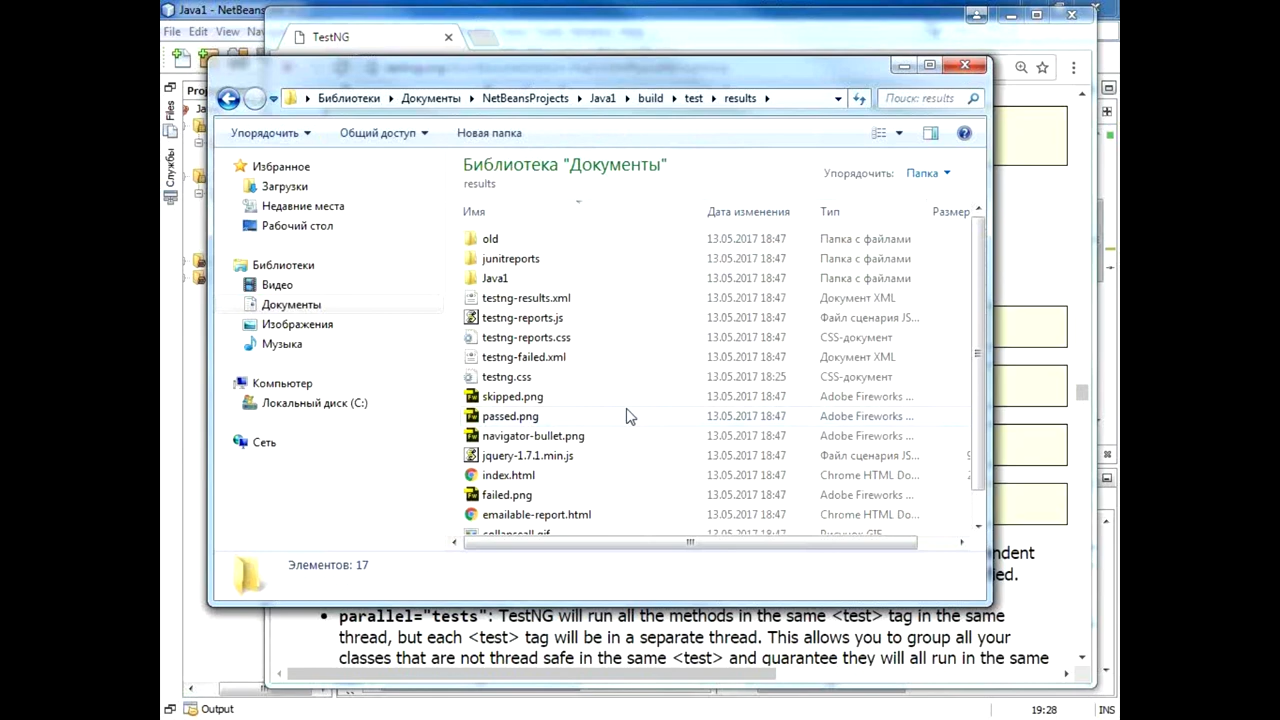 Java1 - NetBeans
File Edit View Nav
TestNG
Файлы
Службы
Proj
Библиотеки Документы NetBeansProjects Java1 build test results
Поиск: results
Упорядочить Общий доступ Новая папка
Избранное
Загрузки
Недавние места
Рабочий стол
Библиотеки
Видео
Документы
Изображения
Музыка
Компьютер
Локальный диск (C:)
Сеть
Библиотека "Документы"
results
Упорядочить: Папка
Имя Дата изменения Тип Размер
old 13.05.2017 18:47 Папка с файлами
junitreports 13.05.2017 18:47 Папка с файлами
Java1 13.05.2017 18:47 Папка с файлами
testng-results.xml 13.05.2017 18:47 Документ XML
testng-reports.js 13.05.2017 18:47 Файл сценария JS...
testng-reports.css 13.05.2017 18:47 CSS-документ
testng-failed.xml 13.05.2017 18:47 Документ XML
testng.css 13.05.2017 18:25 CSS-документ
skipped.png 13.05.2017 18:47 Adobe Fireworks ...
passed.png 13.05.2017 18:47 Adobe Fireworks ...
navigator-bullet.png 13.05.2017 18:47 Adobe Fireworks ...
jquery-1.7.1.min.js 13.05.2017 18:47 Файл сценария JS...
index.html 13.05.2017 18:47 Chrome HTML Do...
failed.png 13.05.2017 18:47 Adobe Fireworks ...
emailable-report.html 13.05.2017 18:47 Chrome HTML Do...
Элементов: 17
ndent
ied.
parallel="tests": TestNG will run all the methods in the same <test> tag in the same
thread, but each <test> tag will be in a separate thread. This allows you to group all your
classes that are not thread safe in the same <test> and guarantee they will all run in the same
Output
19:28 INS